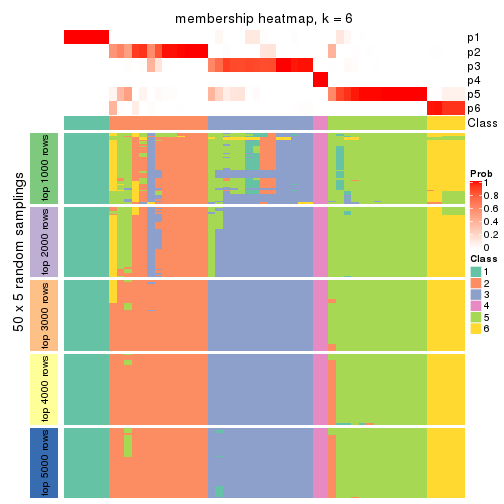 membership heatmap, k = 6
p1
p2
p3
p4
p5
p6
Class
50 x 5 random samplings
top 1000 rows
top 2000 rows
top 3000 rows
top 4000 rows
top 5000 rows
Prob
1
0.8
0.6
0.4
0.2
0
Class
1
2
3
4
5
6